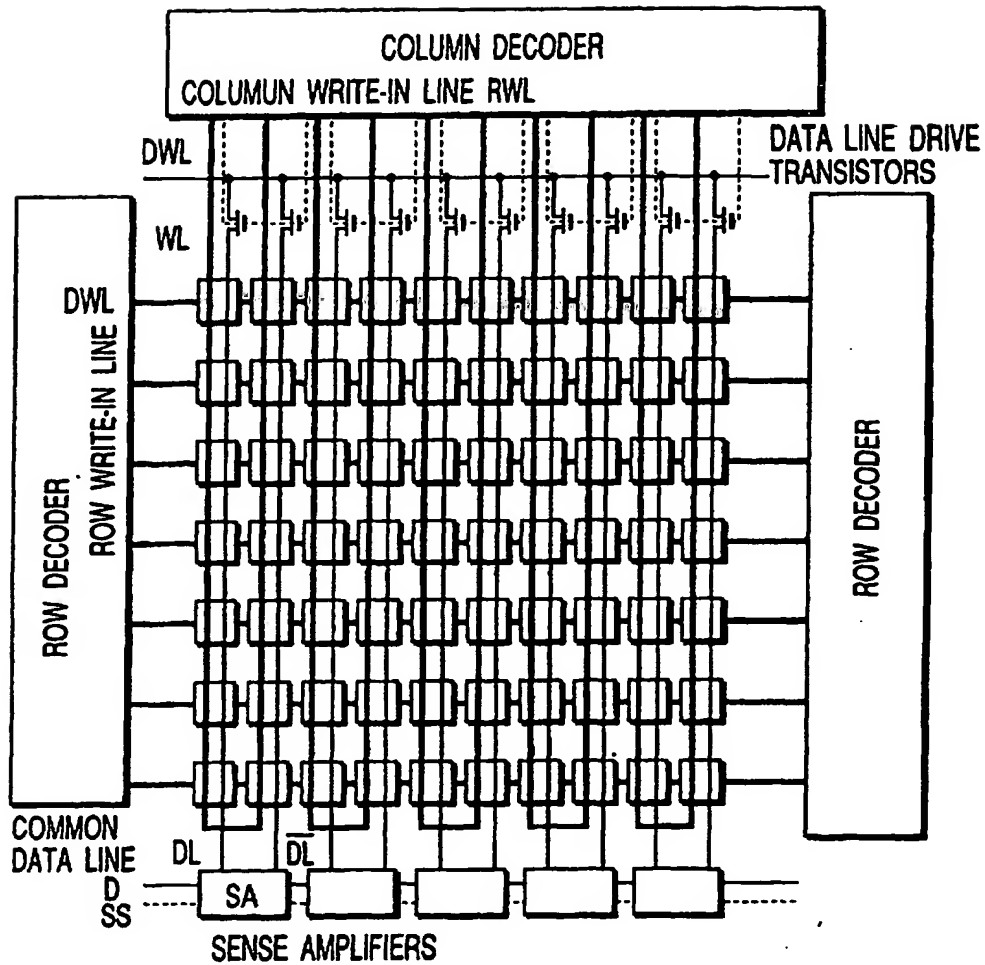 COLUMN DECODER
COLUMUN WRITE-IN LINE RWL
DWL
DATA LINE DRIVE
TRANSISTORS
WL
DWL
ROW WRITE-IN LINE
ROW DECODER
ROW DECODER
COMMON
DATA LINE
DL
D̅L̅
D
SS
SA
SENSE AMPLIFIERS